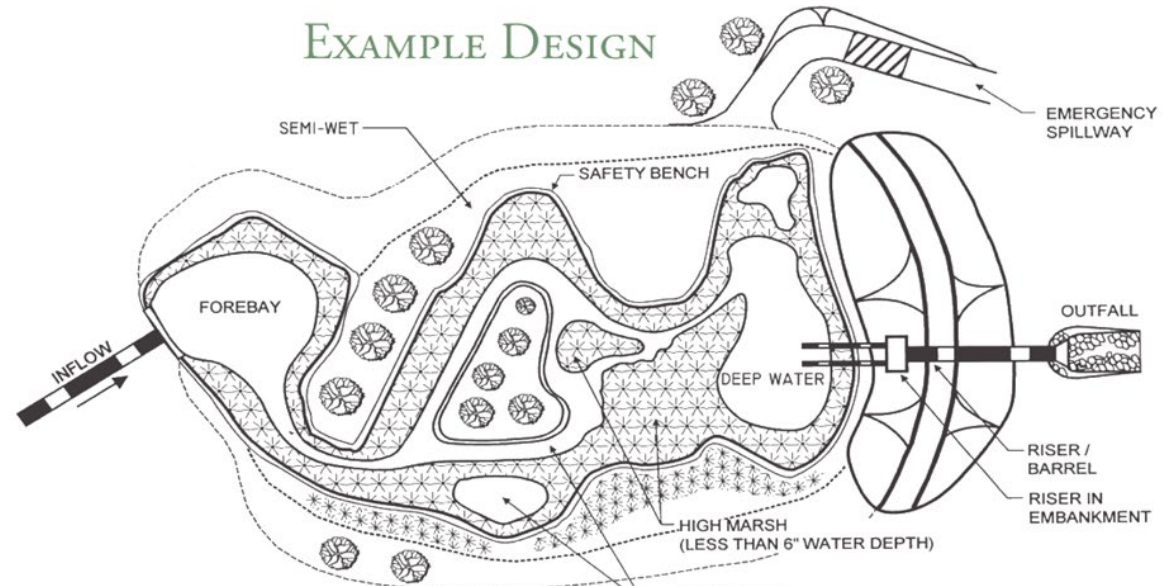 EXAMPLE DESIGN
EMERGENCY
SPILLWAY
SEMI-WET
SAFETY BENCH
FOREBAY
INFLOW
OUTFALL
DEEP WATER
RISER /
BARREL
RISER IN
EMBANKMENT
HIGH MARSH
(LESS THAN 6" WATER DEPTH)